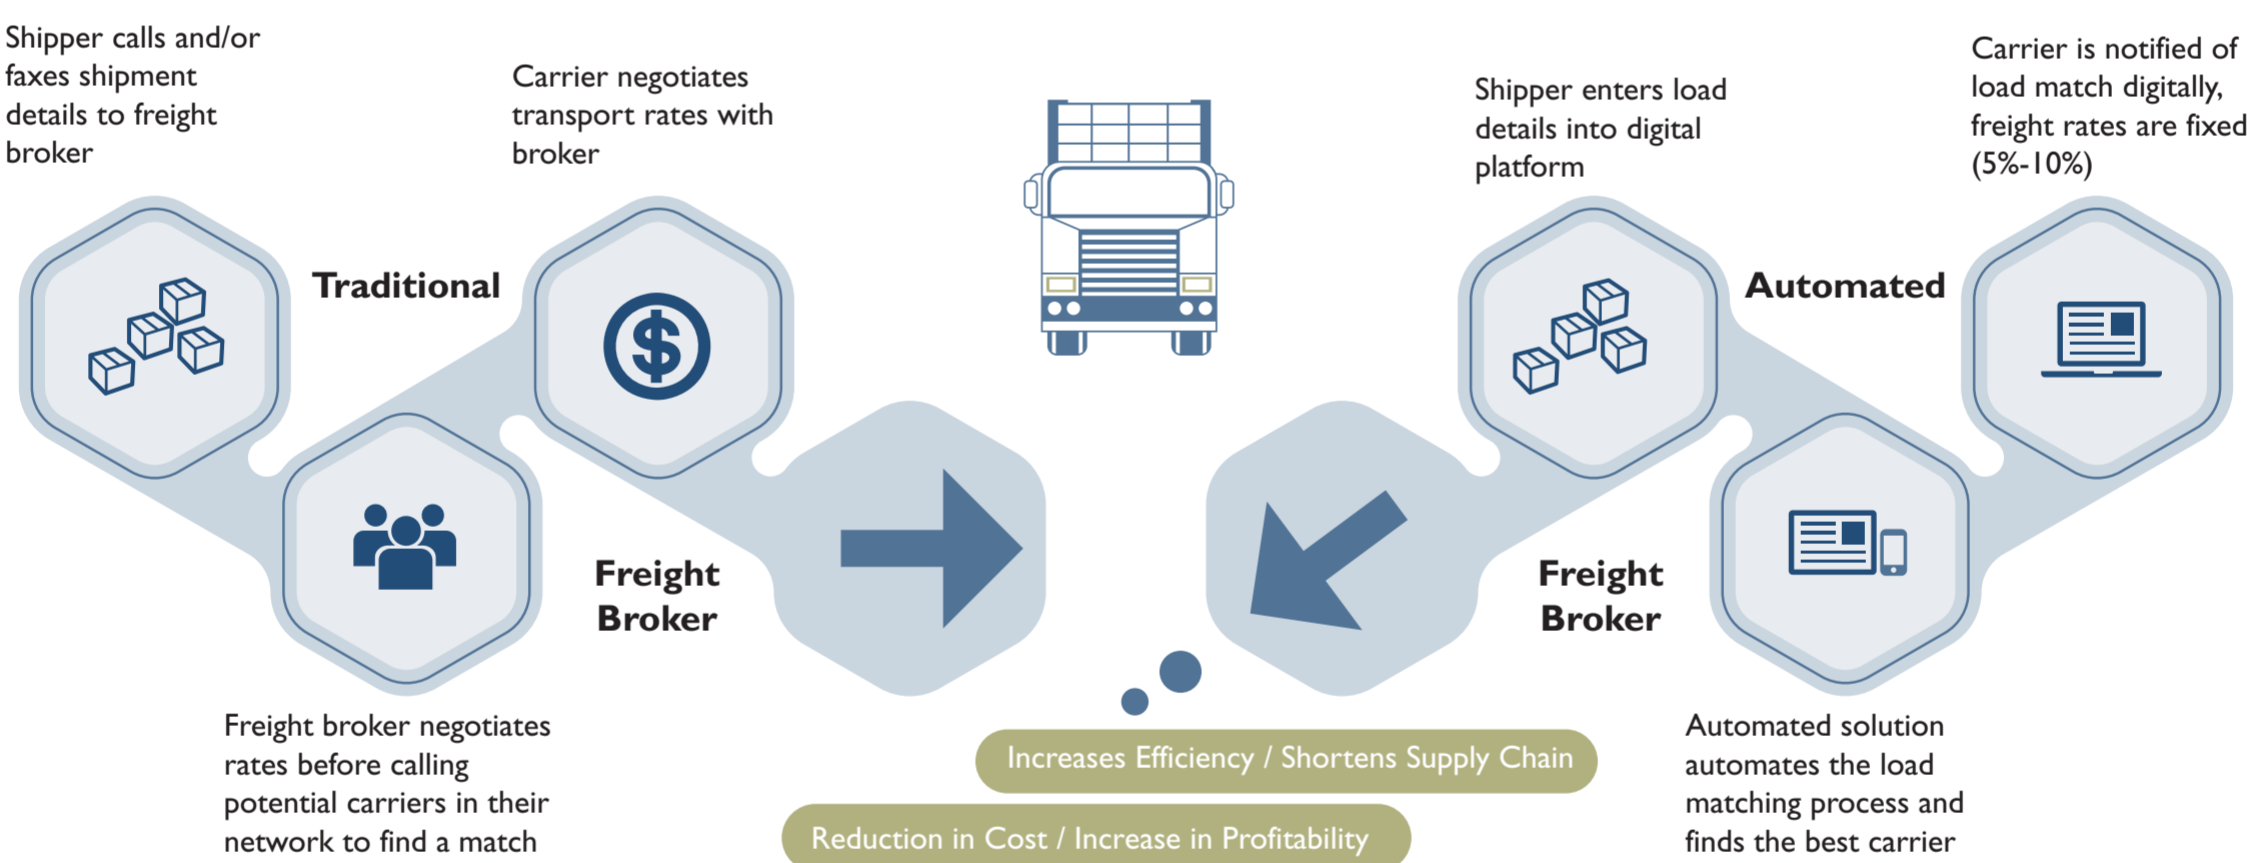 Shipper calls and/or
faxes shipment
details to freight
broker
Carrier negotiates
transport rates with
broker
Traditional
Freight broker negotiates
rates before calling
potential carriers in their
network to find a match
Freight
Broker
Shipper enters load
details into digital
platform
Carrier is notified of
load match digitally,
freight rates are fixed
(5%-10%)
Automated
Freight
Broker
Automated solution
automates the load
matching process and
finds the best carrier
Increases Efficiency / Shortens Supply Chain
Reduction in Cost / Increase in Profitability